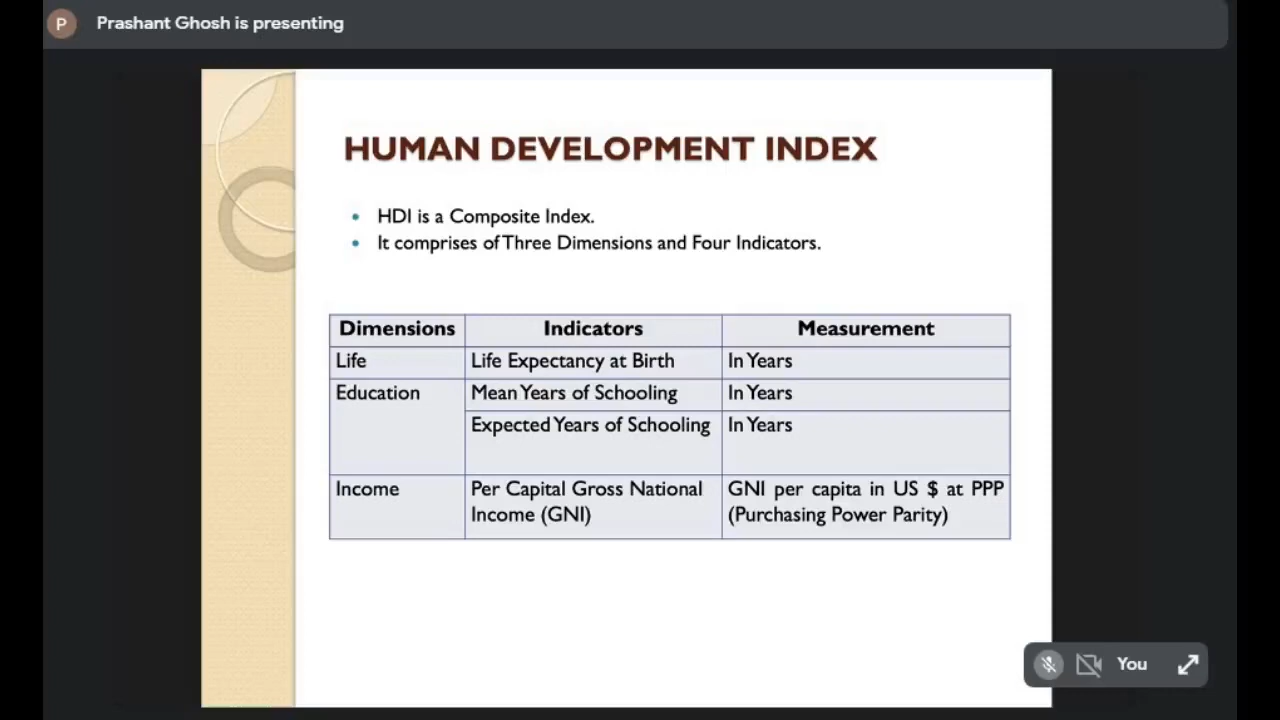 P
Prashant Ghosh is presenting
HUMAN DEVELOPMENT INDEX
• HDI is a Composite Index.
• It comprises of Three Dimensions and Four Indicators.
Dimensions Indicators Measurement
Life Life Expectancy at Birth In Years
Education Mean Years of Schooling In Years
Expected Years of Schooling In Years
Income Per Capital Gross National GNI per capita in US $ at PPP
Income (GNI) (Purchasing Power Parity)
You